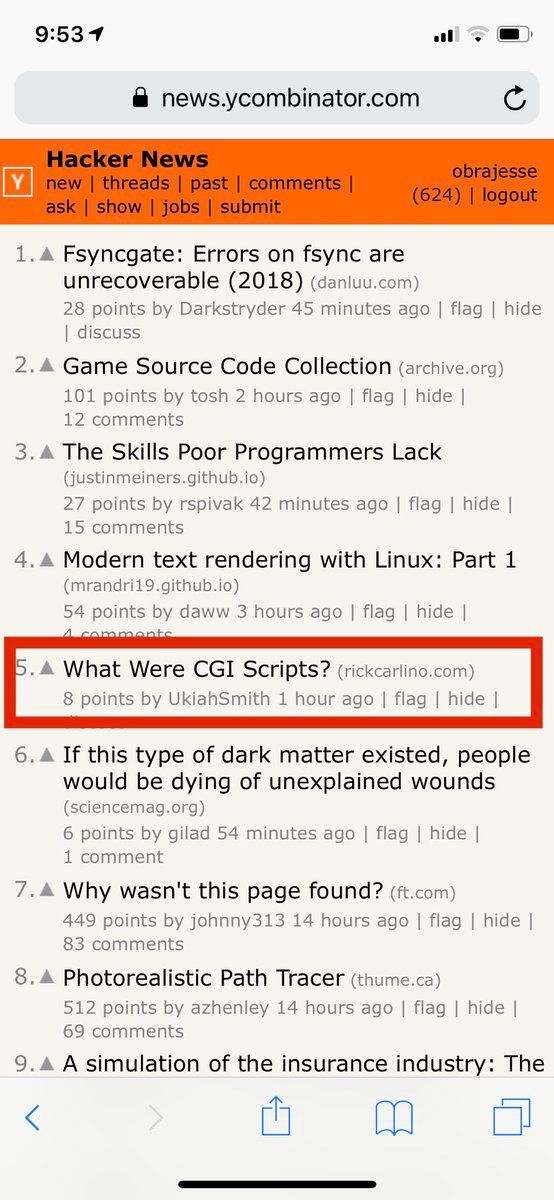 9:53
news.ycombinator.com
Y
Hacker News
new | threads | past | comments |
ask | show | jobs | submit
obrajesse
(624) | logout
1. Fsyncgate: Errors on fsync are
unrecoverable (2018) (danluu.com)
28 points by Darkstryder 45 minutes ago | flag | hide
| discuss
2. Game Source Code Collection (archive.org)
101 points by tosh 2 hours ago | flag | hide |
12 comments
3. The Skills Poor Programmers Lack
(justinmeiners.github.io)
27 points by rspivak 42 minutes ago | flag | hide |
15 comments
4. Modern text rendering with Linux: Part 1
(mrandri19.github.io)
54 points by daww 3 hours ago | flag | hide |
4 comments
5. What Were CGI Scripts? (rickcarlino.com)
8 points by UkiahSmith 1 hour ago | flag | hide |
6. If this type of dark matter existed, people
would be dying of unexplained wounds
(sciencemag.org)
6 points by gilad 54 minutes ago | flag | hide |
1 comment
7. Why wasn't this page found? (ft.com)
449 points by johnny313 14 hours ago | flag | hide |
83 comments
8. Photorealistic Path Tracer (thume.ca)
512 points by azhenley 14 hours ago | flag | hide |
69 comments
9. A simulation of the insurance industry: The